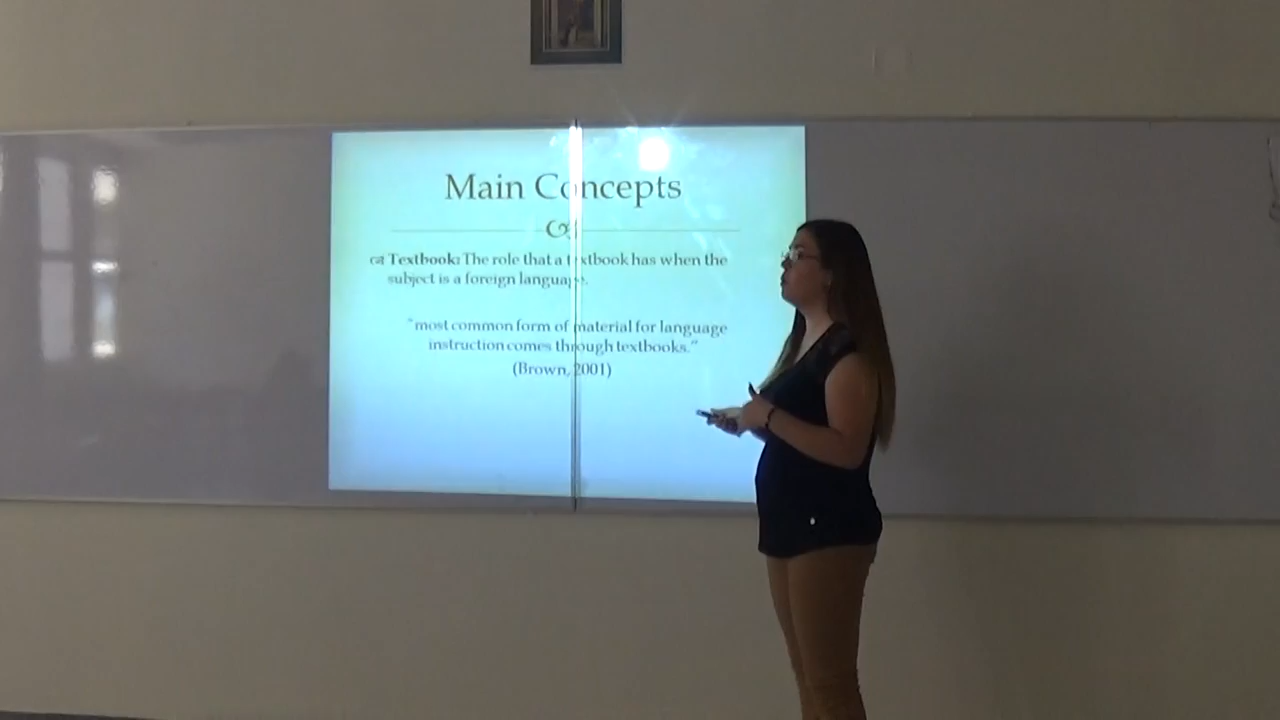 Main Concepts
Textbook: The role that a textbook has when the
subject is a foreign language.
"most common form of material for language
instruction comes through textbooks."
(Brown, 2001)